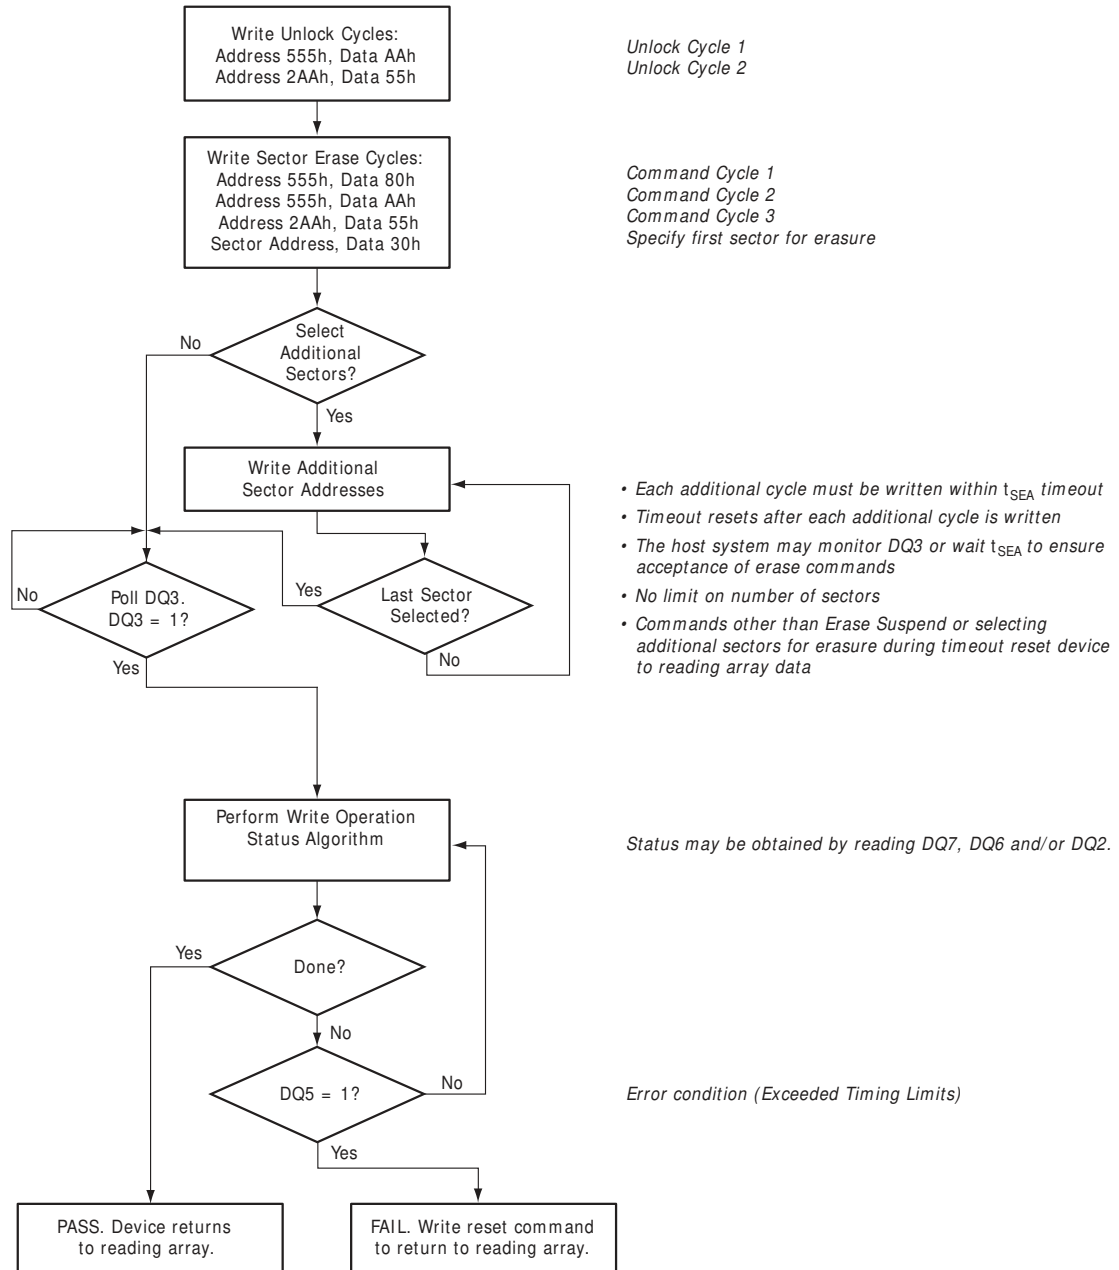 Write Unlock Cycles:
Address 555h, Data AAh
Address 2AAh, Data 55h
Unlock Cycle 1
Unlock Cycle 2
Write Sector Erase Cycles:
Address 555h, Data 80h
Address 555h, Data AAh
Address 2AAh, Data 55h
Sector Address, Data 30h
Command Cycle 1
Command Cycle 2
Command Cycle 3
Specify first sector for erasure
Select
Additional
Sectors?
No
Yes
Write Additional
Sector Addresses
• Each additional cycle must be written within tSEA timeout
• Timeout resets after each additional cycle is written
• The host system may monitor DQ3 or wait tSEA to ensure
acceptance of erase commands
• No limit on number of sectors
• Commands other than Erase Suspend or selecting
additional sectors for erasure during timeout reset device
to reading array data
No
Poll DQ3.
DQ3 = 1?
Yes
Yes
Last Sector
Selected?
No
Perform Write Operation
Status Algorithm
Status may be obtained by reading DQ7, DQ6 and/or DQ2.
Yes
Done?
No
DQ5 = 1?
No
Error condition (Exceeded Timing Limits)
Yes
PASS. Device returns
to reading array.
FAIL. Write reset command
to return to reading array.